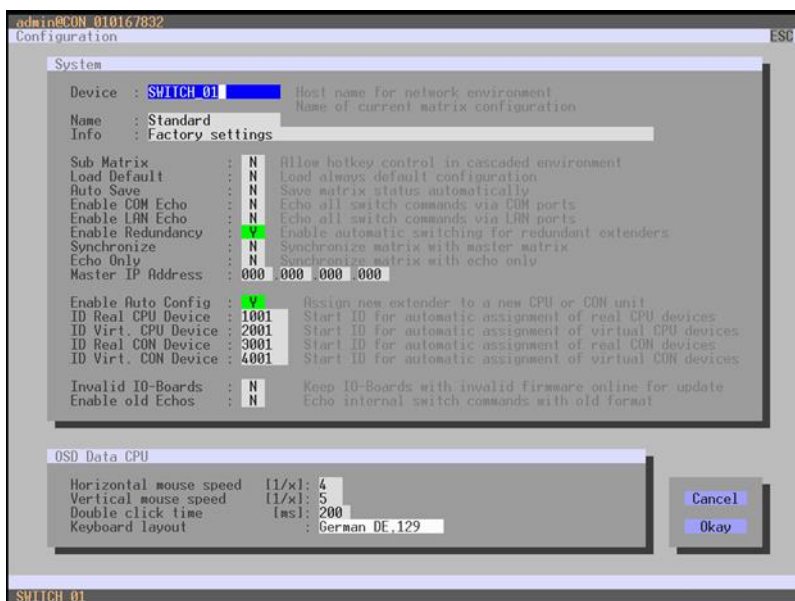 admin@CON_010167832
Configuration ESC
System
Device : SWITCH_01 Host name for network environment
Name of current matrix configuration
Name : Standard
Info : Factory settings
Sub Matrix : N Allow hotkey control in cascaded environment
Load Default : N Load always default configuration
Auto Save : N Save matrix status automatically
Enable COM Echo : N Echo all switch commands via COM ports
Enable LAN Echo : N Echo all switch commands via LAN ports
Enable Redundancy : Y Enable automatic switching for redundant extenders
Synchronize : N Synchronize matrix with master matrix
Echo Only : N Synchronize matrix with echo only
Master IP Address : 000 .000 .000 .000
Enable Auto Config : Y Assign new extender to a new CPU or CON unit
ID Real CPU Device : 1001 Start ID for automatic assignment of real CPU devices
ID Virt. CPU Device : 2001 Start ID for automatic assignment of virtual CPU devices
ID Real CON Device : 3001 Start ID for automatic assignment of real CON devices
ID Virt. CON Device : 4001 Start ID for automatic assignment of virtual CON devices
Invalid IO-Boards : N Keep IO-Boards with invalid firmware online for update
Enable old Echos : N Echo internal switch commands with old format
OSD Data CPU
Horizontal mouse speed [1/x]: 4
Vertical mouse speed [1/x]: 5
Double click time [ms]: 200
Keyboard layout : German DE,129
Cancel
Okay
SWITCH_01